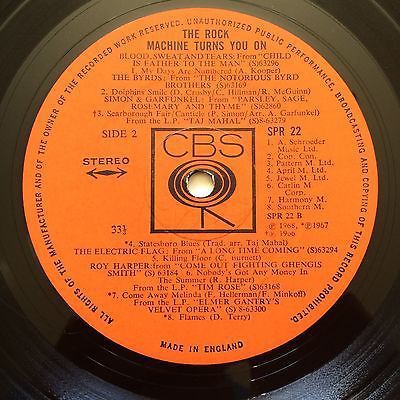 ALL RIGHTS OF THE MANUFACTURER AND OF THE OWNER OF THE RECORDED WORK RESERVED. UNAUTHORIZED PUBLIC PERFORMANCE, BROADCASTING AND COPYING OF THIS RECORD PROHIBITED.
THE ROCK
MACHINE TURNS YOU ON
BLOOD, SWEAT AND TEARS: From "CHILD
IS FATHER TO THE MAN" (S)63296
1. My Days Are Numbered (A. Kooper)
THE BYRDS: From "THE NOTORIOUS BYRD
BROTHERS (S)63169
2. Dolphins Smile (D. Crosby/C. Hillman/R. McGuinn)
SIMON & GARFUNKEL: From "PARSLEY, SAGE,
ROSEMARY AND THYME" (S)62860
†3. Scarborough Fair/Canticle (P. Simon/Arr. A. Garfunkel)
From the L.P. "TAJ MAHAL" (S)8-63279
SIDE 2
SPR 22
STEREO
CBS
33⅓
1. A. Schroeder
Music Ltd.
2. Cop. Con.
3. Pattern M. Ltd.
4. April M. Ltd.
5. Jewel M. Ltd.
6. Catlin M.
Corp.
7. Harmony M.
8. Southern M.
SPR 22 B
℗ 1968, *℗1967
†℗ 1966
*4. Statesboro Blues (Trad. arr. Taj Mahal)
THE ELECTRIC FLAG: From "A LONG TIME COMING" (S)63294
5. Killing Floor (C. burnett)
ROY HARPER: from "COME OUT FIGHTING GHENGIS
SMITH" (S) 63184 6. Nobody's Got Any Money In
The Summer (R. Harper)
From the L.P. "TIM ROSE" (S)63168
*7. Come Away Melinda (F. Hellerman/F. Minkoff)
From the L.P. "ELMER GANTRY'S
VELVET OPERA" (S) 8-63300
*8. Flames (D. Terry)
MADE IN ENGLAND